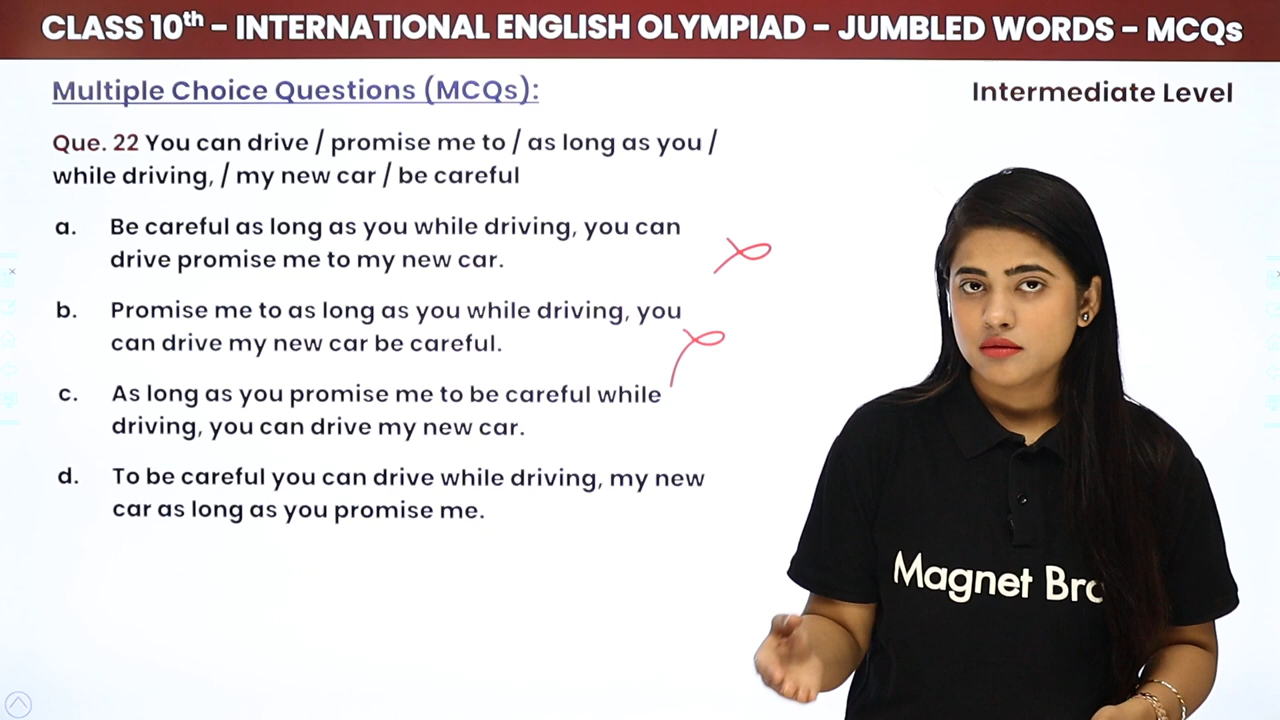 CLASS 10th – INTERNATIONAL ENGLISH OLYMPIAD – JUMBLED WORDS – MCQs
Multiple Choice Questions (MCQs):
Intermediate Level
Que. 22 You can drive / promise me to / as long as you /
while driving, / my new car / be careful
a. Be careful as long as you while driving, you can
drive promise me to my new car.
b. Promise me to as long as you while driving, you
can drive my new car be careful.
c. As long as you promise me to be careful while
driving, you can drive my new car.
d. To be careful you can drive while driving, my new
car as long as you promise me.
Magnet Bra